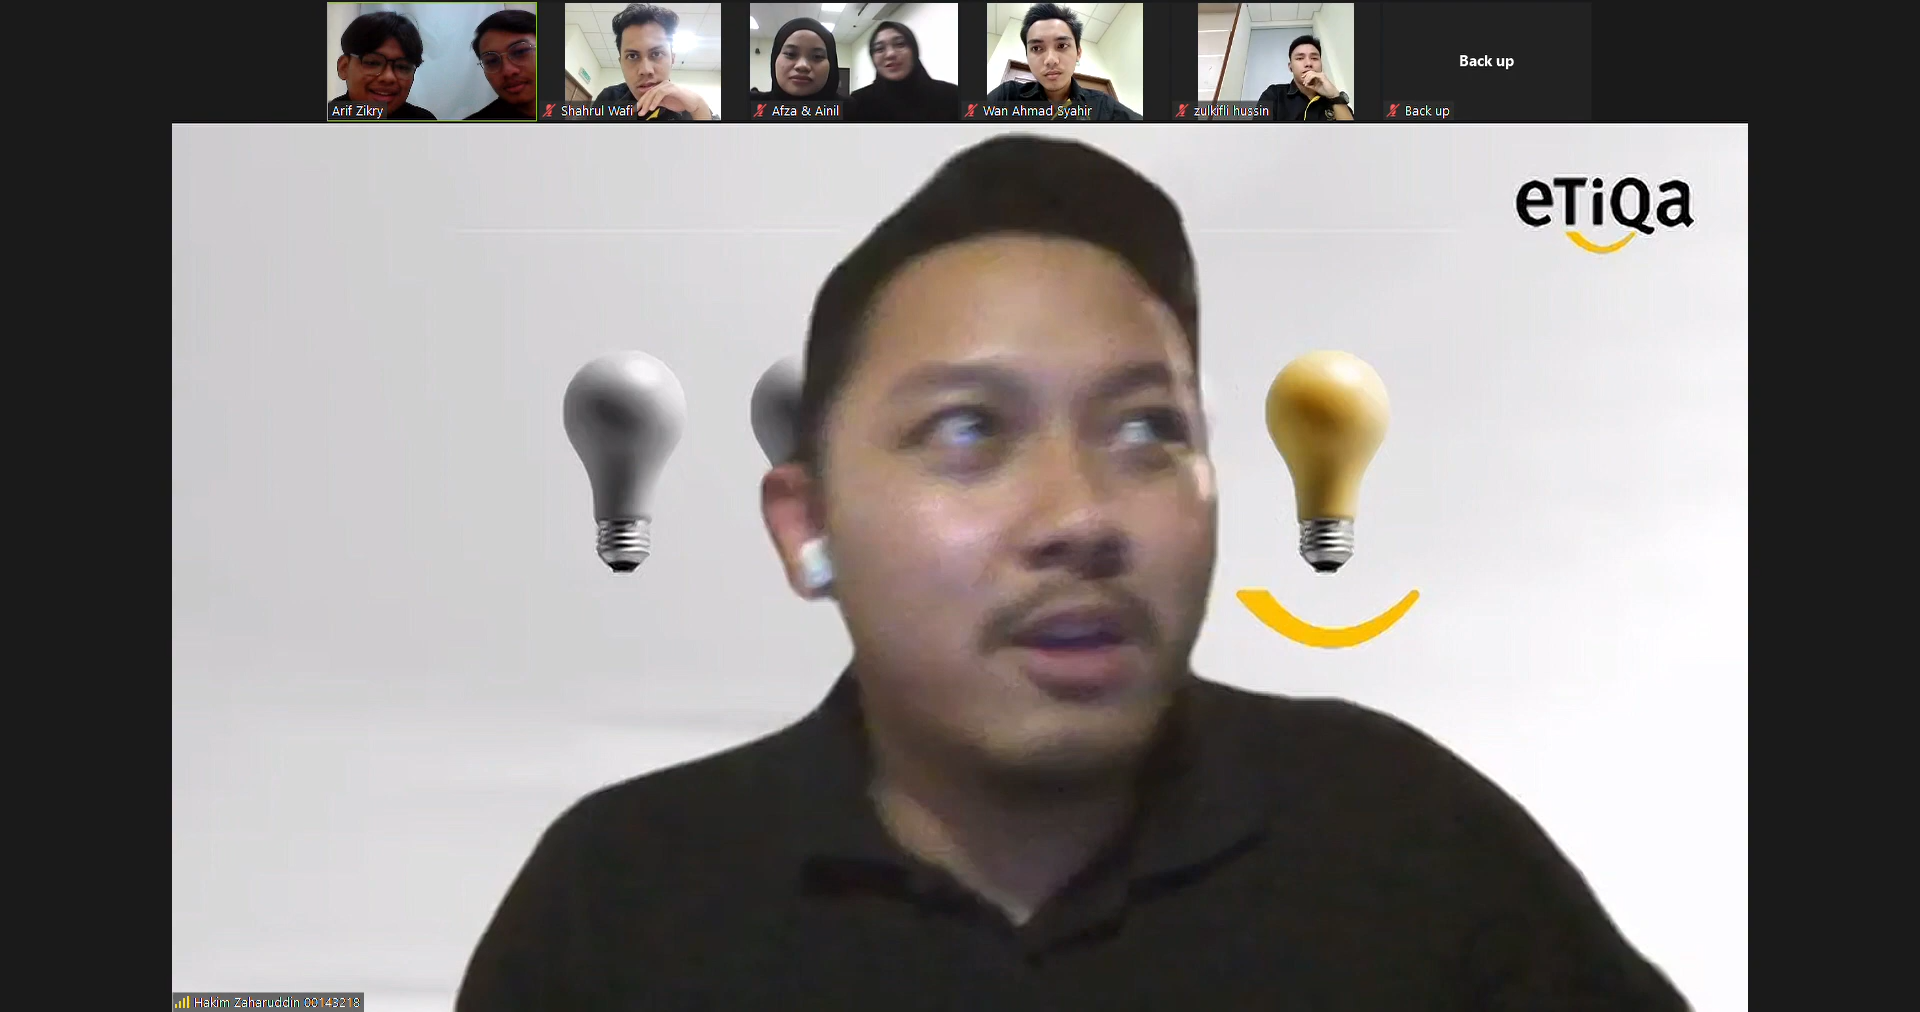 Back up
Arif Zikry
Shahrul Wafi
Afza & Ainil
Wan Ahmad Syahir
zulkifli hussin
Back up
eTiQa
Hakim Zaharuddin 00143218